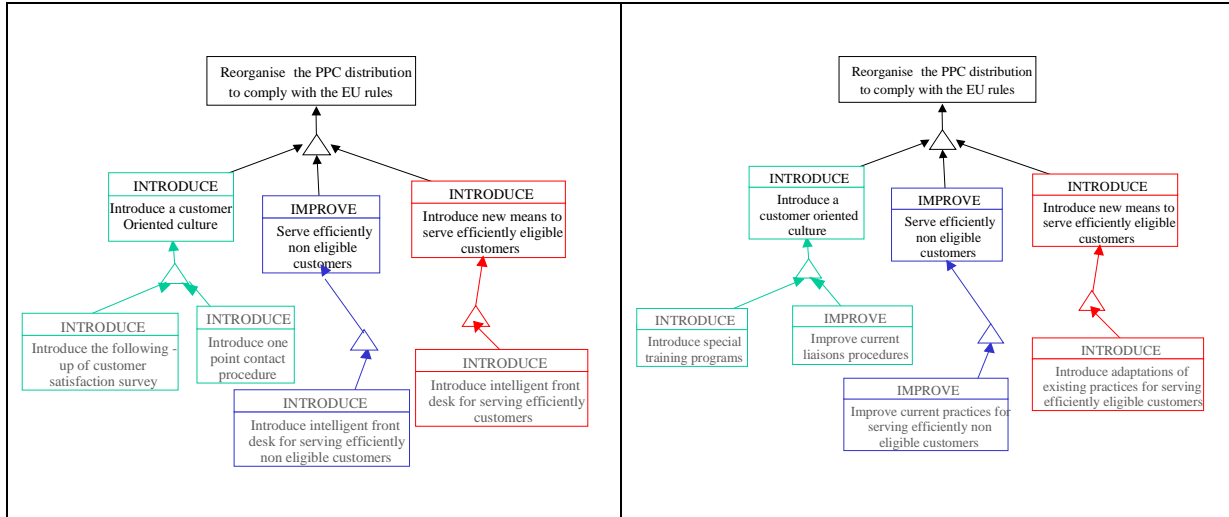 Reorganise the PPC distribution
to comply with the EU rules
INTRODUCE
Introduce a customer
Oriented culture
IMPROVE
Serve efficiently
non eligible
customers
INTRODUCE
Introduce new means to
serve efficiently eligible
customers
INTRODUCE
Introduce the following -
up of customer
satisfaction survey
INTRODUCE
Introduce one
point contact
procedure
INTRODUCE
Introduce intelligent front
desk for serving efficiently
non eligible customers
INTRODUCE
Introduce intelligent front
desk for serving efficiently
customers
Reorganise the PPC distribution
to comply with the EU rules
INTRODUCE
Introduce a
customer oriented
culture
IMPROVE
Serve efficiently
non eligible
customers
INTRODUCE
Introduce new means to
serve efficiently eligible
customers
INTRODUCE
Introduce special
training programs
IMPROVE
Improve current
liaisons procedures
IMPROVE
Improve current practices for
serving efficiently non
eligible customers
INTRODUCE
Introduce adaptations of
existing practices for serving
efficiently eligible customers